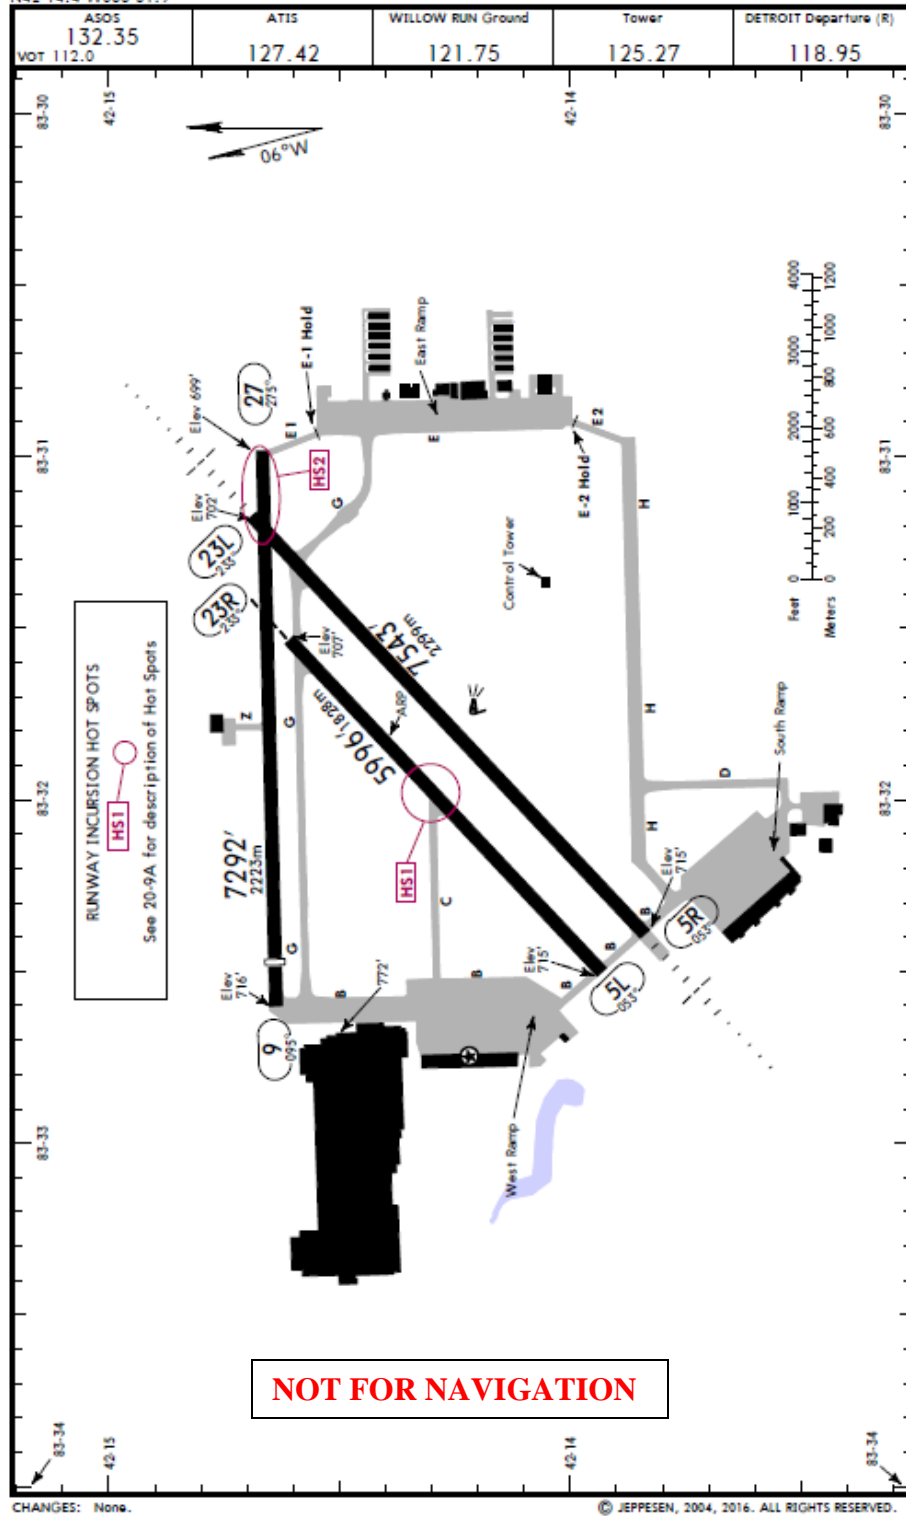 ASOS
132.35
VOT 112.0
ATIS
127.42
WILLOW RUN Ground
121.75
Tower
125.27
DETROIT Departure (R)
118.95
83-30
42-15
42-14
83-30
06°W
27
275°
Elev 699'
E-1 Hold
East Ramp
E1
E
E2
E-2 Hold
83-31
83-31
HS2
Elev
702'
23L
233°
23R
233°
G
H
Control Tower
Feet
0
1000
2000
3000
4000
Meters
0
200
400
600
800
1000
1200
RUNWAY INCURSION HOT SPOTS
HS1
See 20-9A for description of Hot Spots
Elev
707'
7543'
2299m
5996'
1828m
ARP
Z
G
H
South Ramp
83-32
83-32
D
H
7292'
2223m
HS1
C
Elev
715'
B
5R
053°
G
Elev
716'
9
095°
B
772'
B
Elev
715'
B
B
5L
053°
West Ramp
83-33
83-33
NOT FOR NAVIGATION
83-34
42-15
42-14
83-34
CHANGES: None.
© JEPPESEN, 2004, 2016. ALL RIGHTS RESERVED.